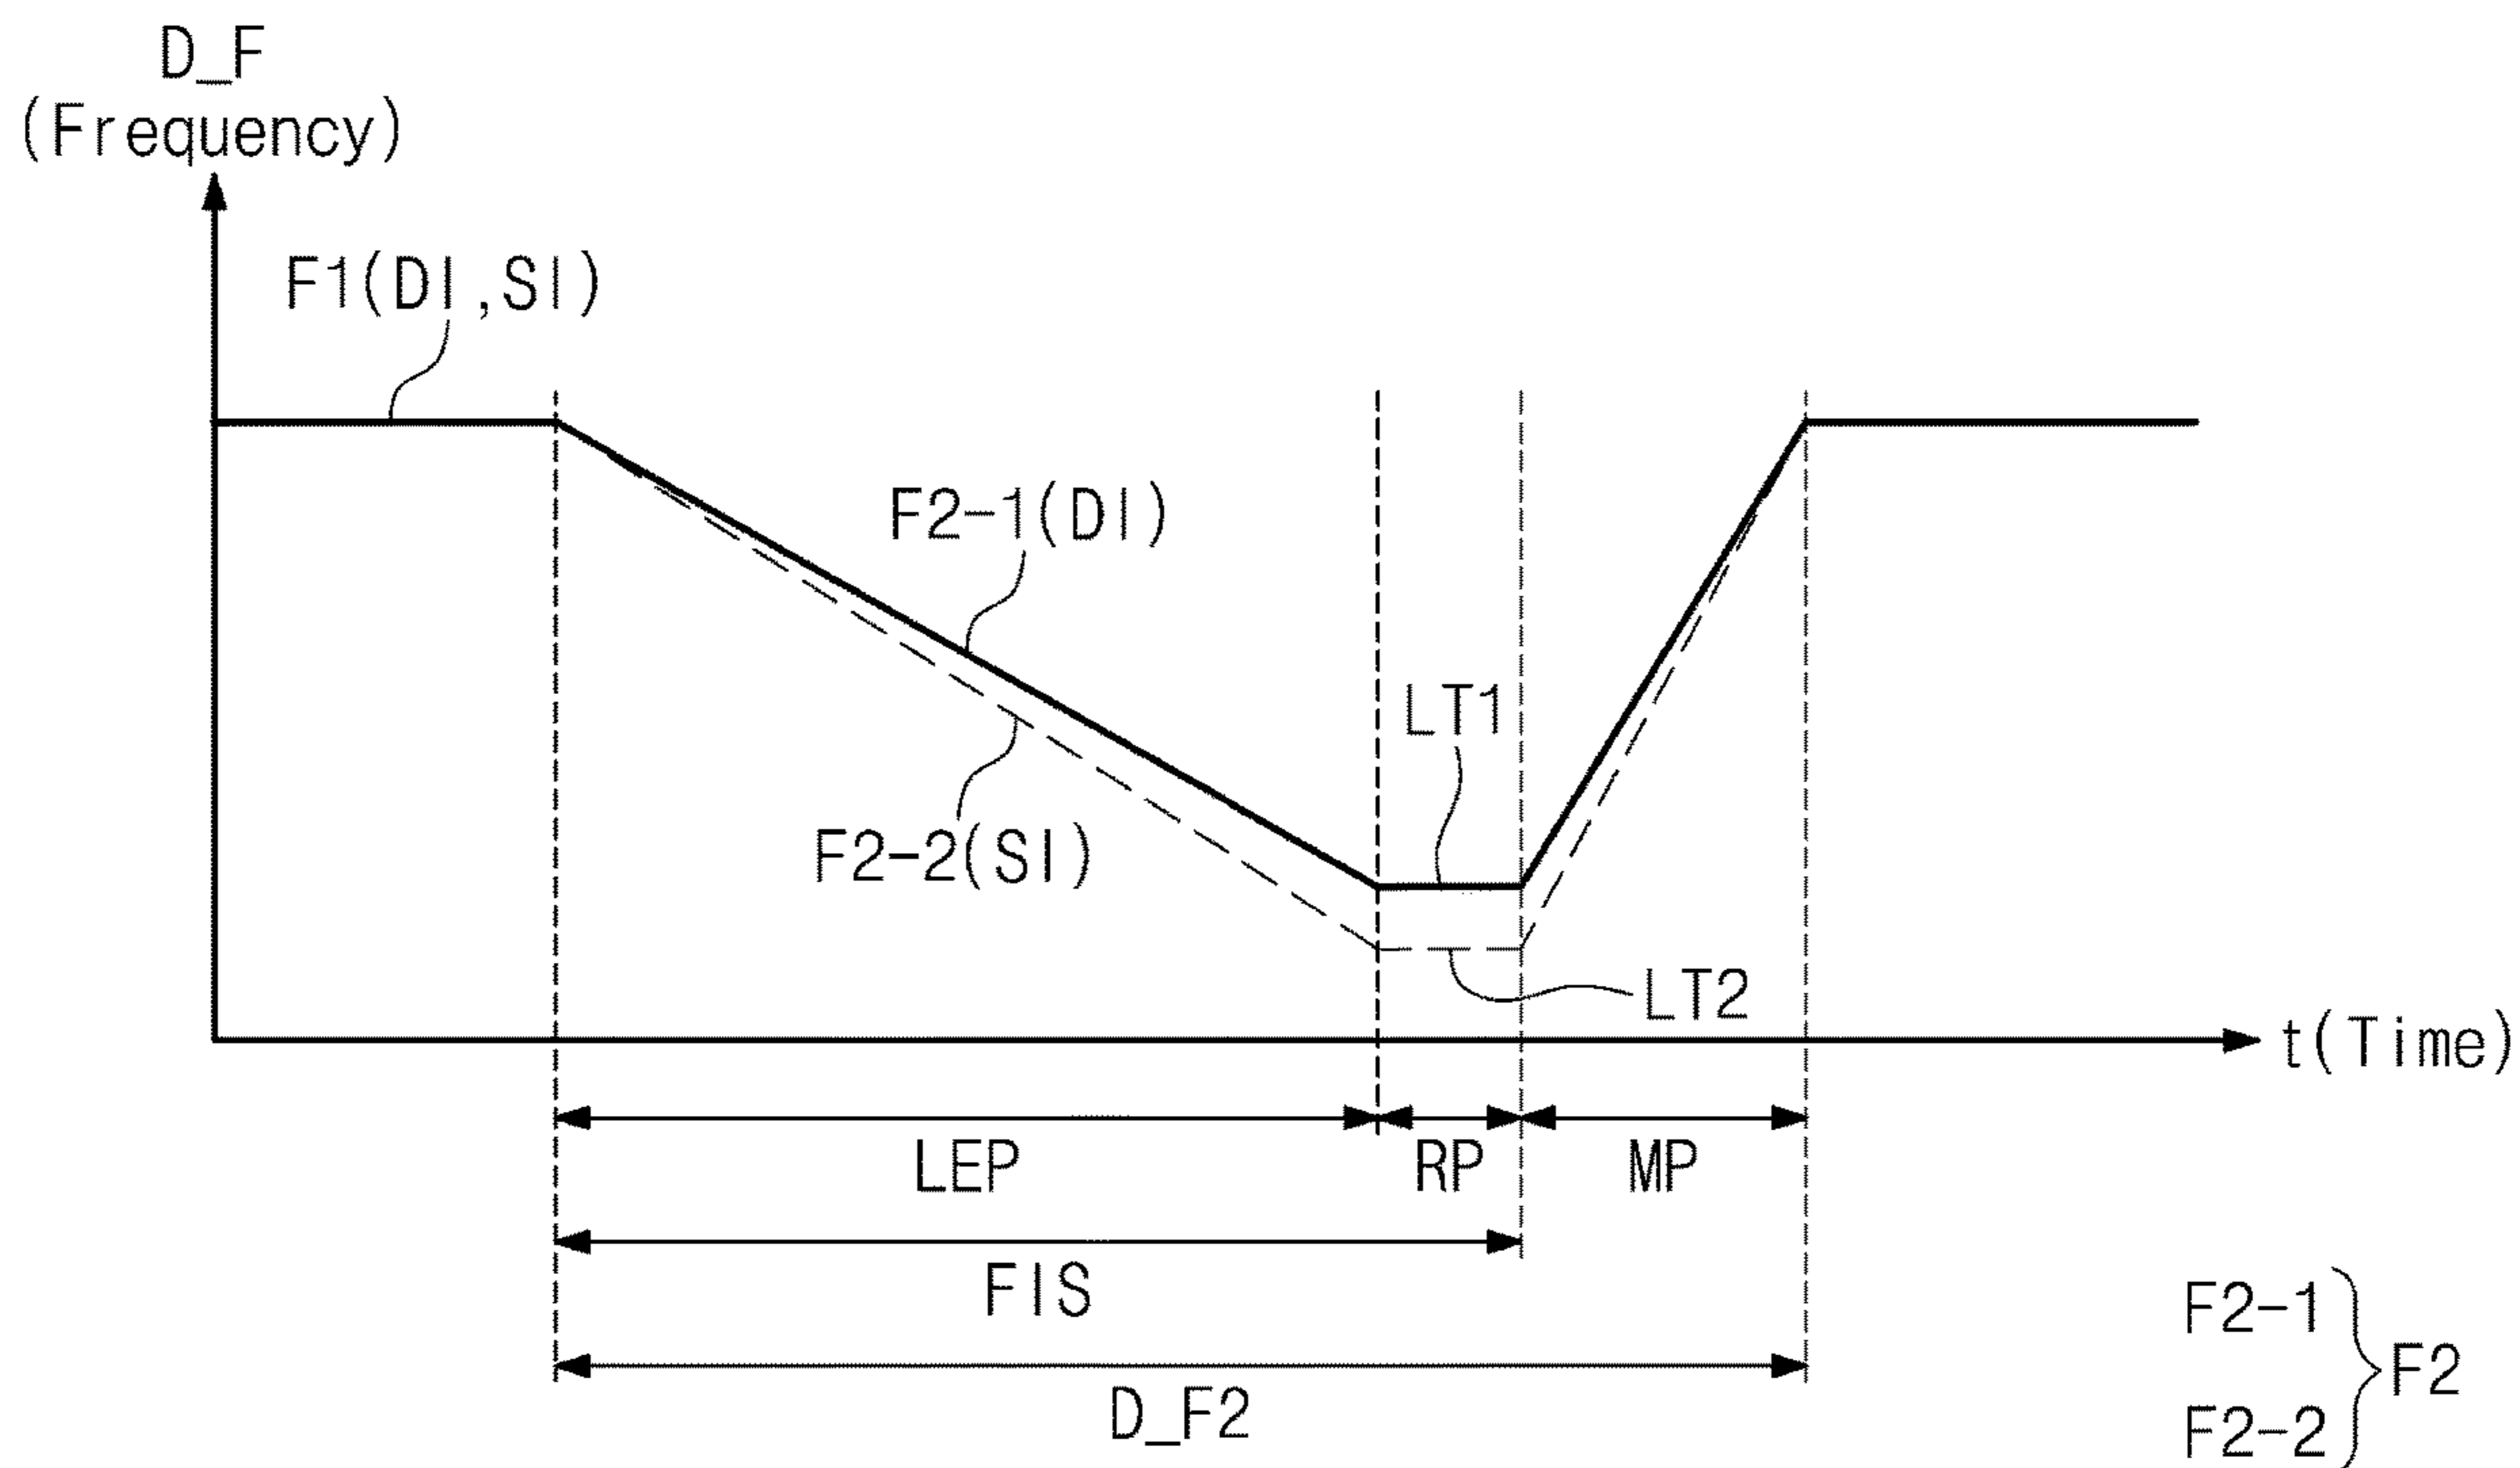 D_F
(Frequency)
F1(DI,SI)
F2-1(DI)
LT1
F2-2(SI)
LT2
t(Time)
LEP
RP
MP
FIS
D_F2
F2-1
F2
F2-2